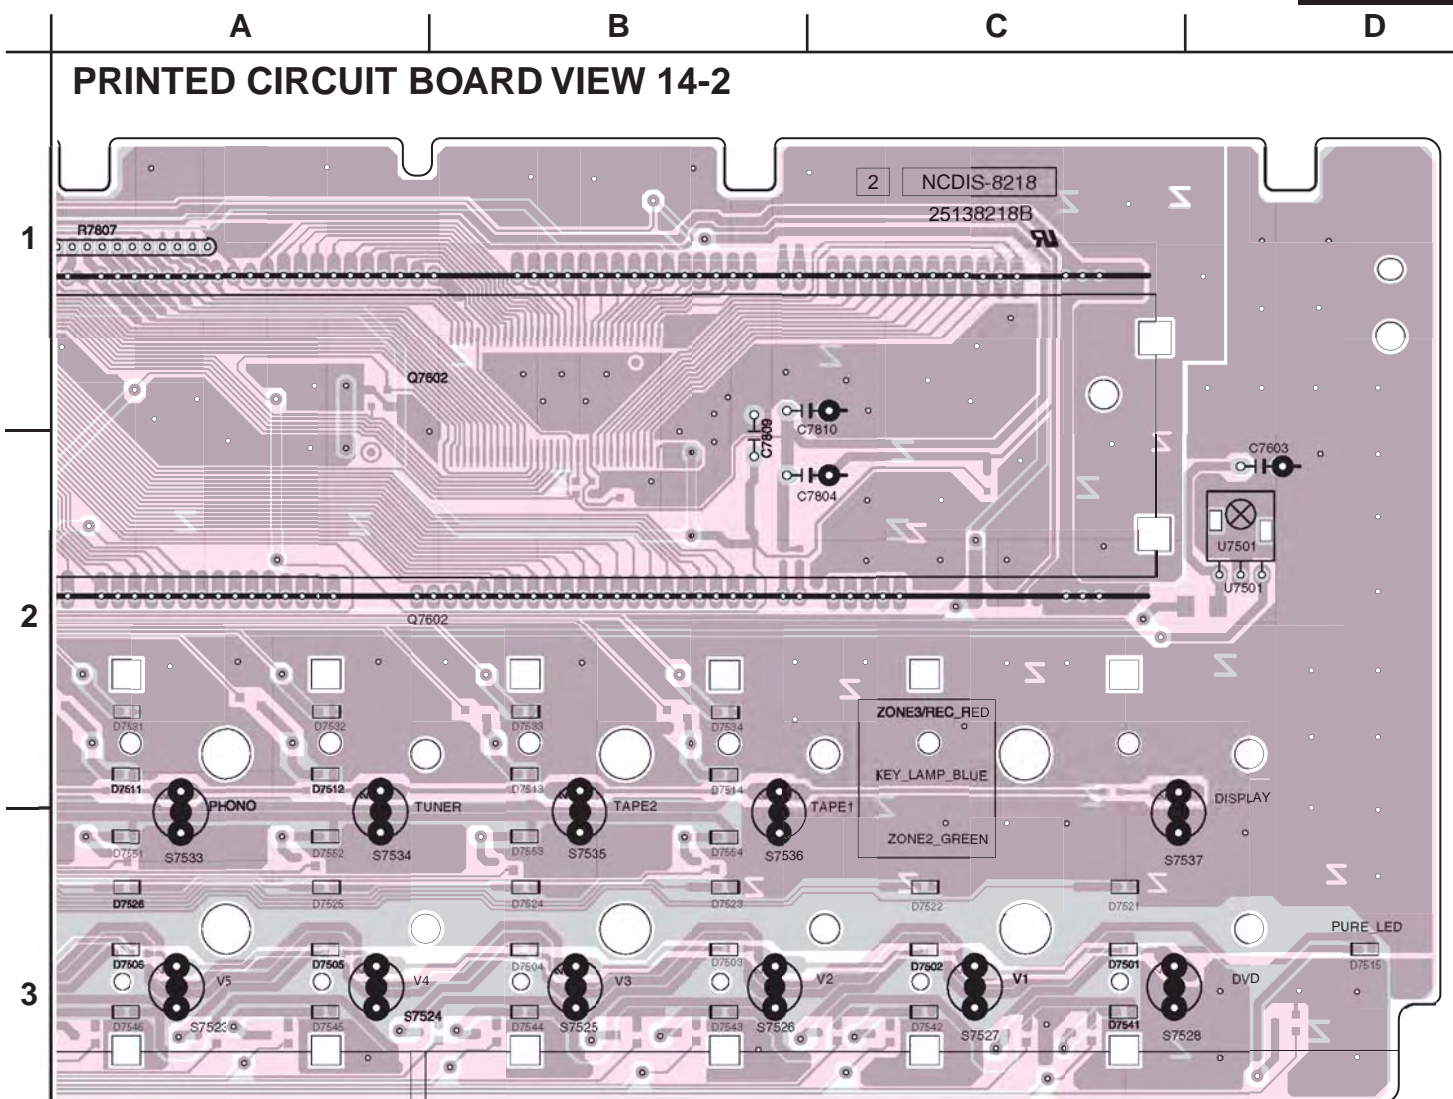 A B C D
PRINTED CIRCUIT BOARD VIEW 14-2
2 NCDIS-8218
25138218B
1
R7807
Q7602
C7810
C7809
C7603
C7804
U7501
U7501
2
Q7602
ZONE3/REC_RED
D7531 D7532 D7533 D7534
KEY_LAMP_BLUE
D7511 D7512 D7513 D7514
PHONO TUNER TAPE2 TAPE1 DISPLAY
ZONE2_GREEN
D7551 D7552 D7553 D7554
S7533 S7534 S7535 S7536 S7537
D7526 D7525 D7524 D7523 D7522 D7521
PURE_LED
D7506 D7505 D7504 D7503 D7502 D7501 D7515
V5 V4 V3 V2 V1 DVD
3
S7523 S7524 S7525 S7526 S7527 S7528
D7546 D7545 D7544 D7543 D7542 D7541